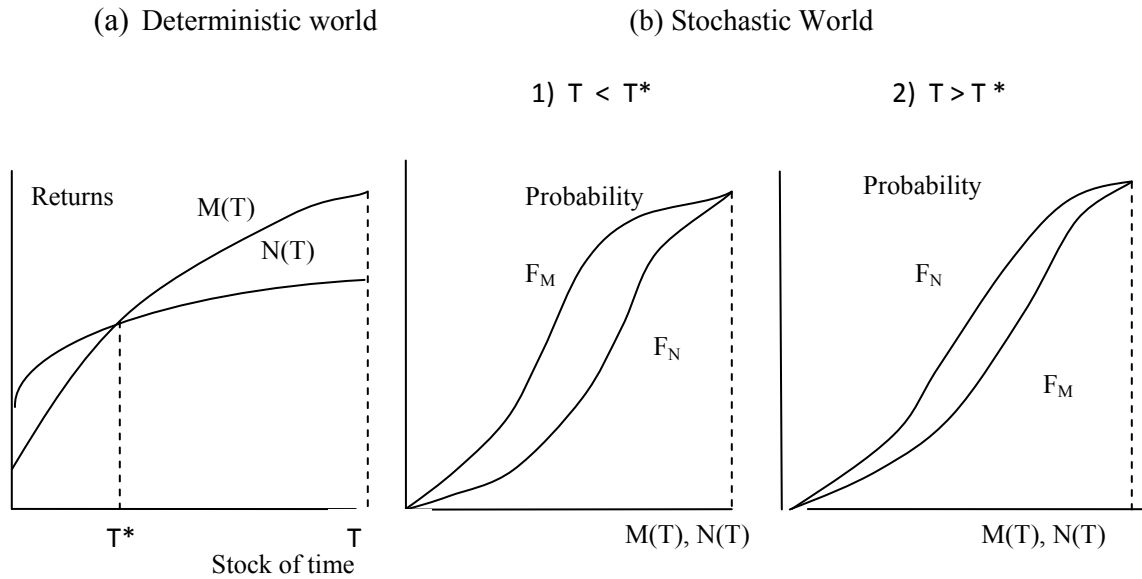 (a) Deterministic world
(b) Stochastic World
1) T < T*
2) T > T *
Returns
M(T)
N(T)
T*
T
Stock of time
Probability
F_M
F_N
M(T), N(T)
Probability
F_N
F_M
M(T), N(T)